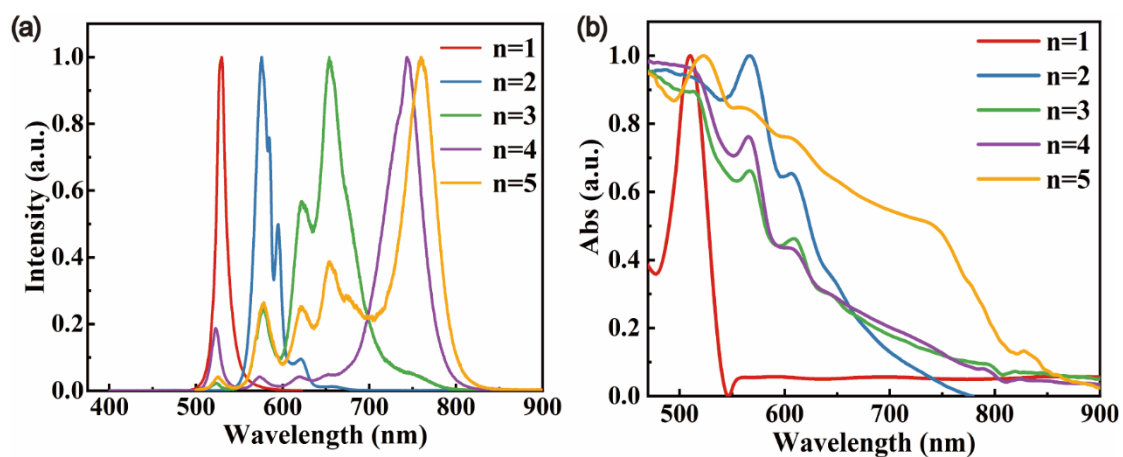 (a)
1.0
0.8
0.6
0.4
0.2
0.0
Intensity (a.u.)
400 500 600 700 800 900
Wavelength (nm)
n=1
n=2
n=3
n=4
n=5
(b)
1.0
0.8
0.6
0.4
0.2
0.0
Abs (a.u.)
500 600 700 800 900
Wavelength (nm)
n=1
n=2
n=3
n=4
n=5